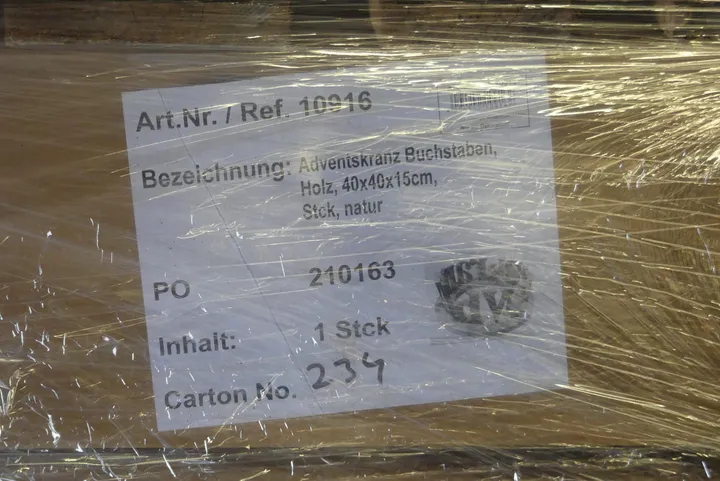 Art.Nr. / Ref. 10916
Bezeichnung: Adventskranz Buchstaben,
Holz, 40x40x15cm,
Stck, natur
PO 210163
Inhalt: 1 Stck
Carton No. 234